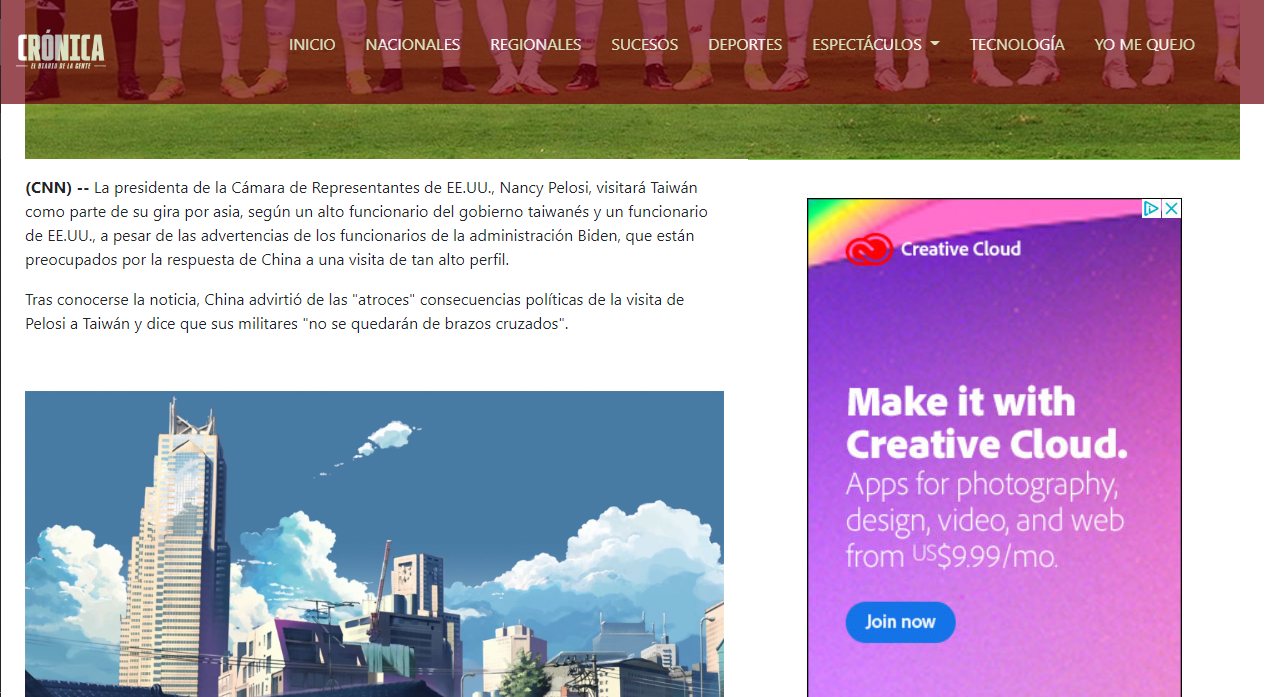 CRÓNICA
EL DIARIO DE LA GENTE
INICIO NACIONALES REGIONALES SUCESOS DEPORTES ESPECTÁCULOS TECNOLOGÍA YO ME QUEJO
(CNN) -- La presidenta de la Cámara de Representantes de EE.UU., Nancy Pelosi, visitará Taiwán
como parte de su gira por asia, según un alto funcionario del gobierno taiwanés y un funcionario
de EE.UU., a pesar de las advertencias de los funcionarios de la administración Biden, que están
preocupados por la respuesta de China a una visita de tan alto perfil.
Tras conocerse la noticia, China advirtió de las "atroces" consecuencias políticas de la visita de
Pelosi a Taiwán y dice que sus militares "no se quedarán de brazos cruzados".
Creative Cloud
Make it with
Creative Cloud.
Apps for photography,
design, video, and web
from US$9.99/mo.
Join now